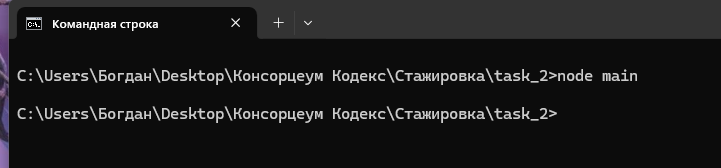 Командная строка
C:\Users\Богдан\Desktop\Консорцеум Кодекс\Стажировка\task_2>node main
C:\Users\Богдан\Desktop\Консорцеум Кодекс\Стажировка\task_2>